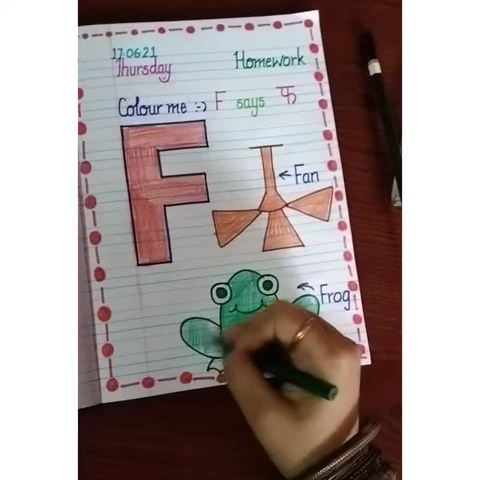 17.06.21
Thursday Homework
Colour me :-) F says फ
F
← Fan
← Frog